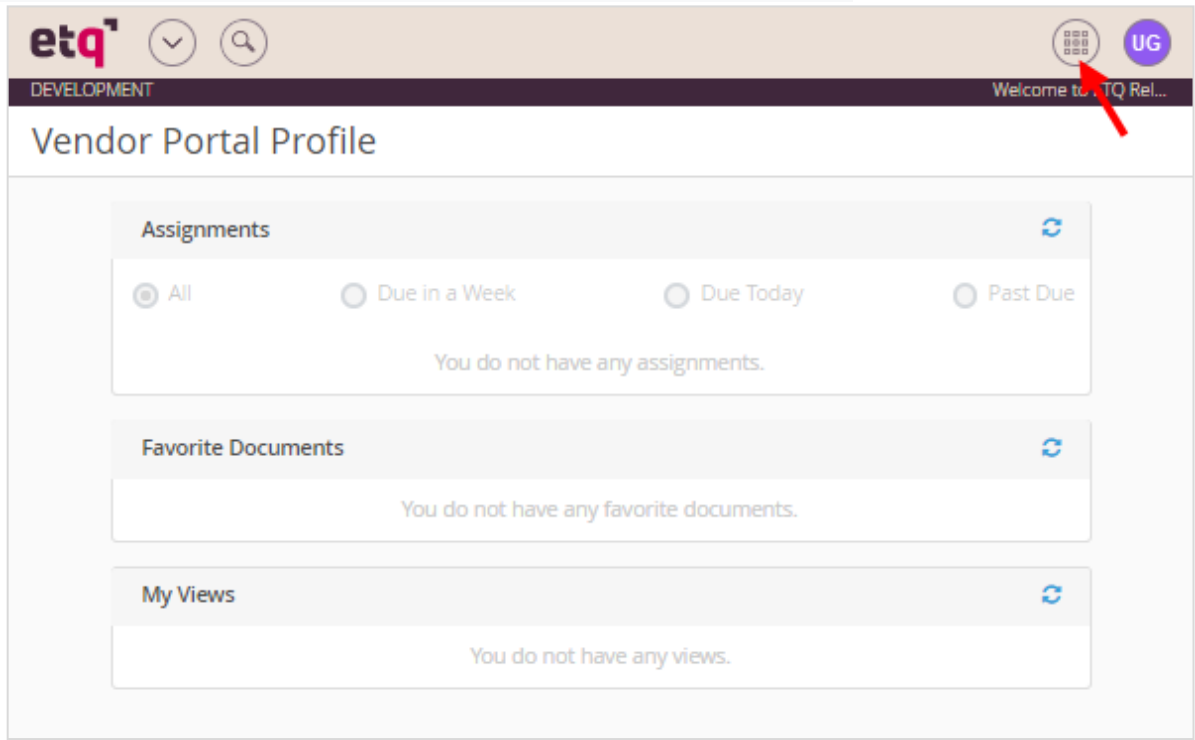 etq
UG
DEVELOPMENT
Welcome to TQ Rel...
Vendor Portal Profile
Assignments
All
Due in a Week
Due Today
Past Due
You do not have any assignments.
Favorite Documents
You do not have any favorite documents.
My Views
You do not have any views.